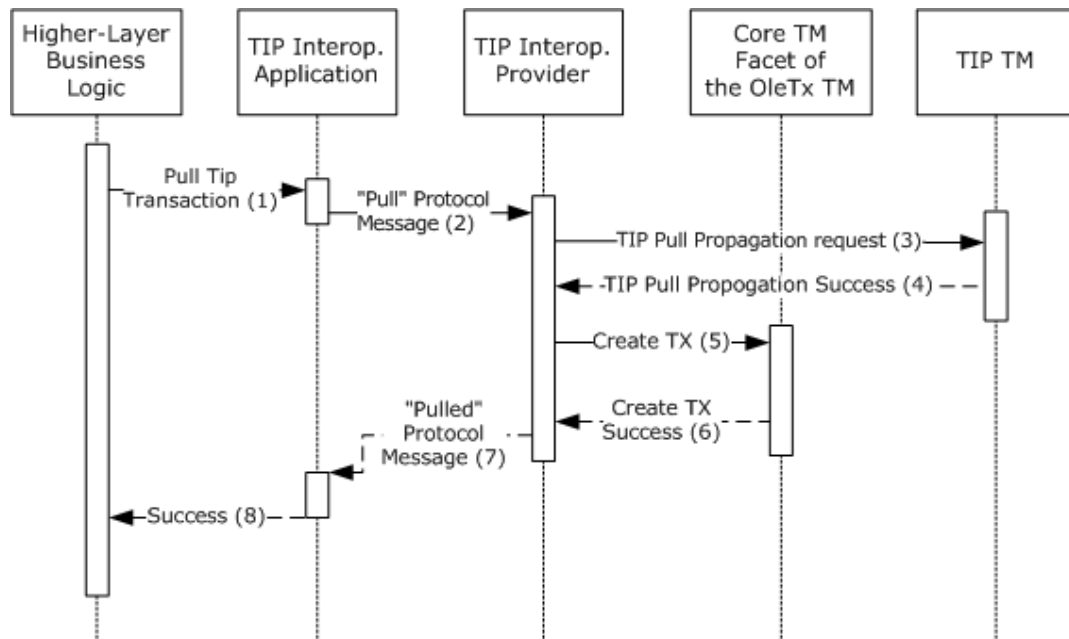 Higher-Layer
Business
Logic
TIP Interop.
Application
TIP Interop.
Provider
Core TM
Facet of
the OleTx TM
TIP TM
Pull Tip
Transaction (1)
"Pull" Protocol
Message (2)
TIP Pull Propagation request (3)
TIP Pull Propogation Success (4)
Create TX (5)
Create TX
Success (6)
"Pulled"
Protocol
Message (7)
Success (8)